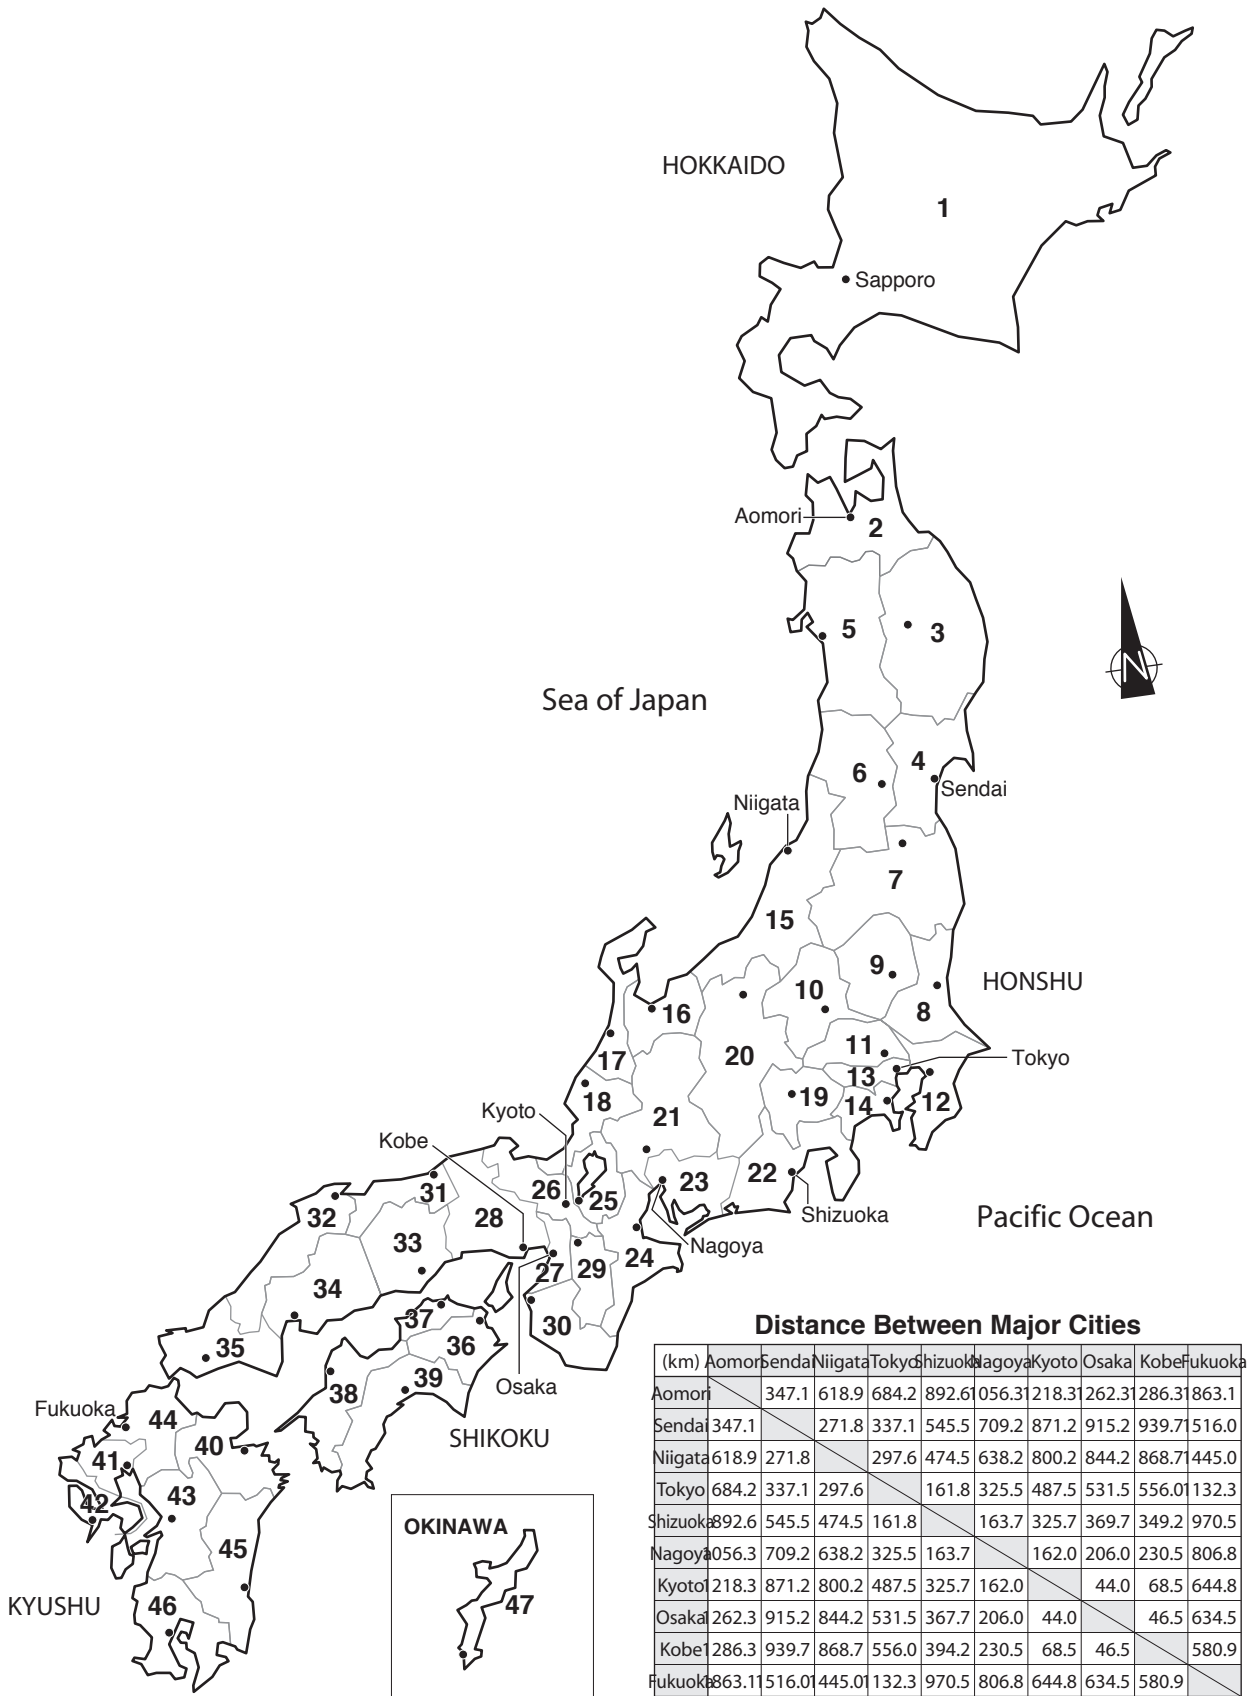 HOKKAIDO
1
Sapporo
Aomori
2
5
3
N
Sea of Japan
6
4
Sendai
Niigata
7
15
9
HONSHU
10
8
16
20
11
17
Tokyo
13
19
12
18
14
Kyoto
21
Kobe
22
23
31
26
25
32
28
Shizuoka
Pacific Ocean
33
Nagoya
24
29
27
34
37
30
36
35
39
38
Osaka
Fukuoka
44
SHIKOKU
40
41
43
42
45
OKINAWA
KYUSHU
46
47
Distance Between Major Cities
(km) Aomori Sendai Niigata Tokyo Shizuoka Nagoya Kyoto Osaka Kobe Fukuoka
Aomori 347.1 618.9 684.2 892.6 1056.3 1218.3 1262.3 1286.3 1863.1
Sendai 347.1 271.8 337.1 545.5 709.2 871.2 915.2 939.7 1516.0
Niigata 618.9 271.8 297.6 474.5 638.2 800.2 844.2 868.7 1445.0
Tokyo 684.2 337.1 297.6 161.8 325.5 487.5 531.5 556.0 1132.3
Shizuoka 892.6 545.5 474.5 161.8 163.7 325.7 369.7 349.2 970.5
Nagoya 1056.3 709.2 638.2 325.5 163.7 162.0 206.0 230.5 806.8
Kyoto 1218.3 871.2 800.2 487.5 325.7 162.0 44.0 68.5 644.8
Osaka 1262.3 915.2 844.2 531.5 367.7 206.0 44.0 46.5 634.5
Kobe 1286.3 939.7 868.7 556.0 394.2 230.5 68.5 46.5 580.9
Fukuoka 1863.1 1516.0 1445.0 1132.3 970.5 806.8 644.8 634.5 580.9